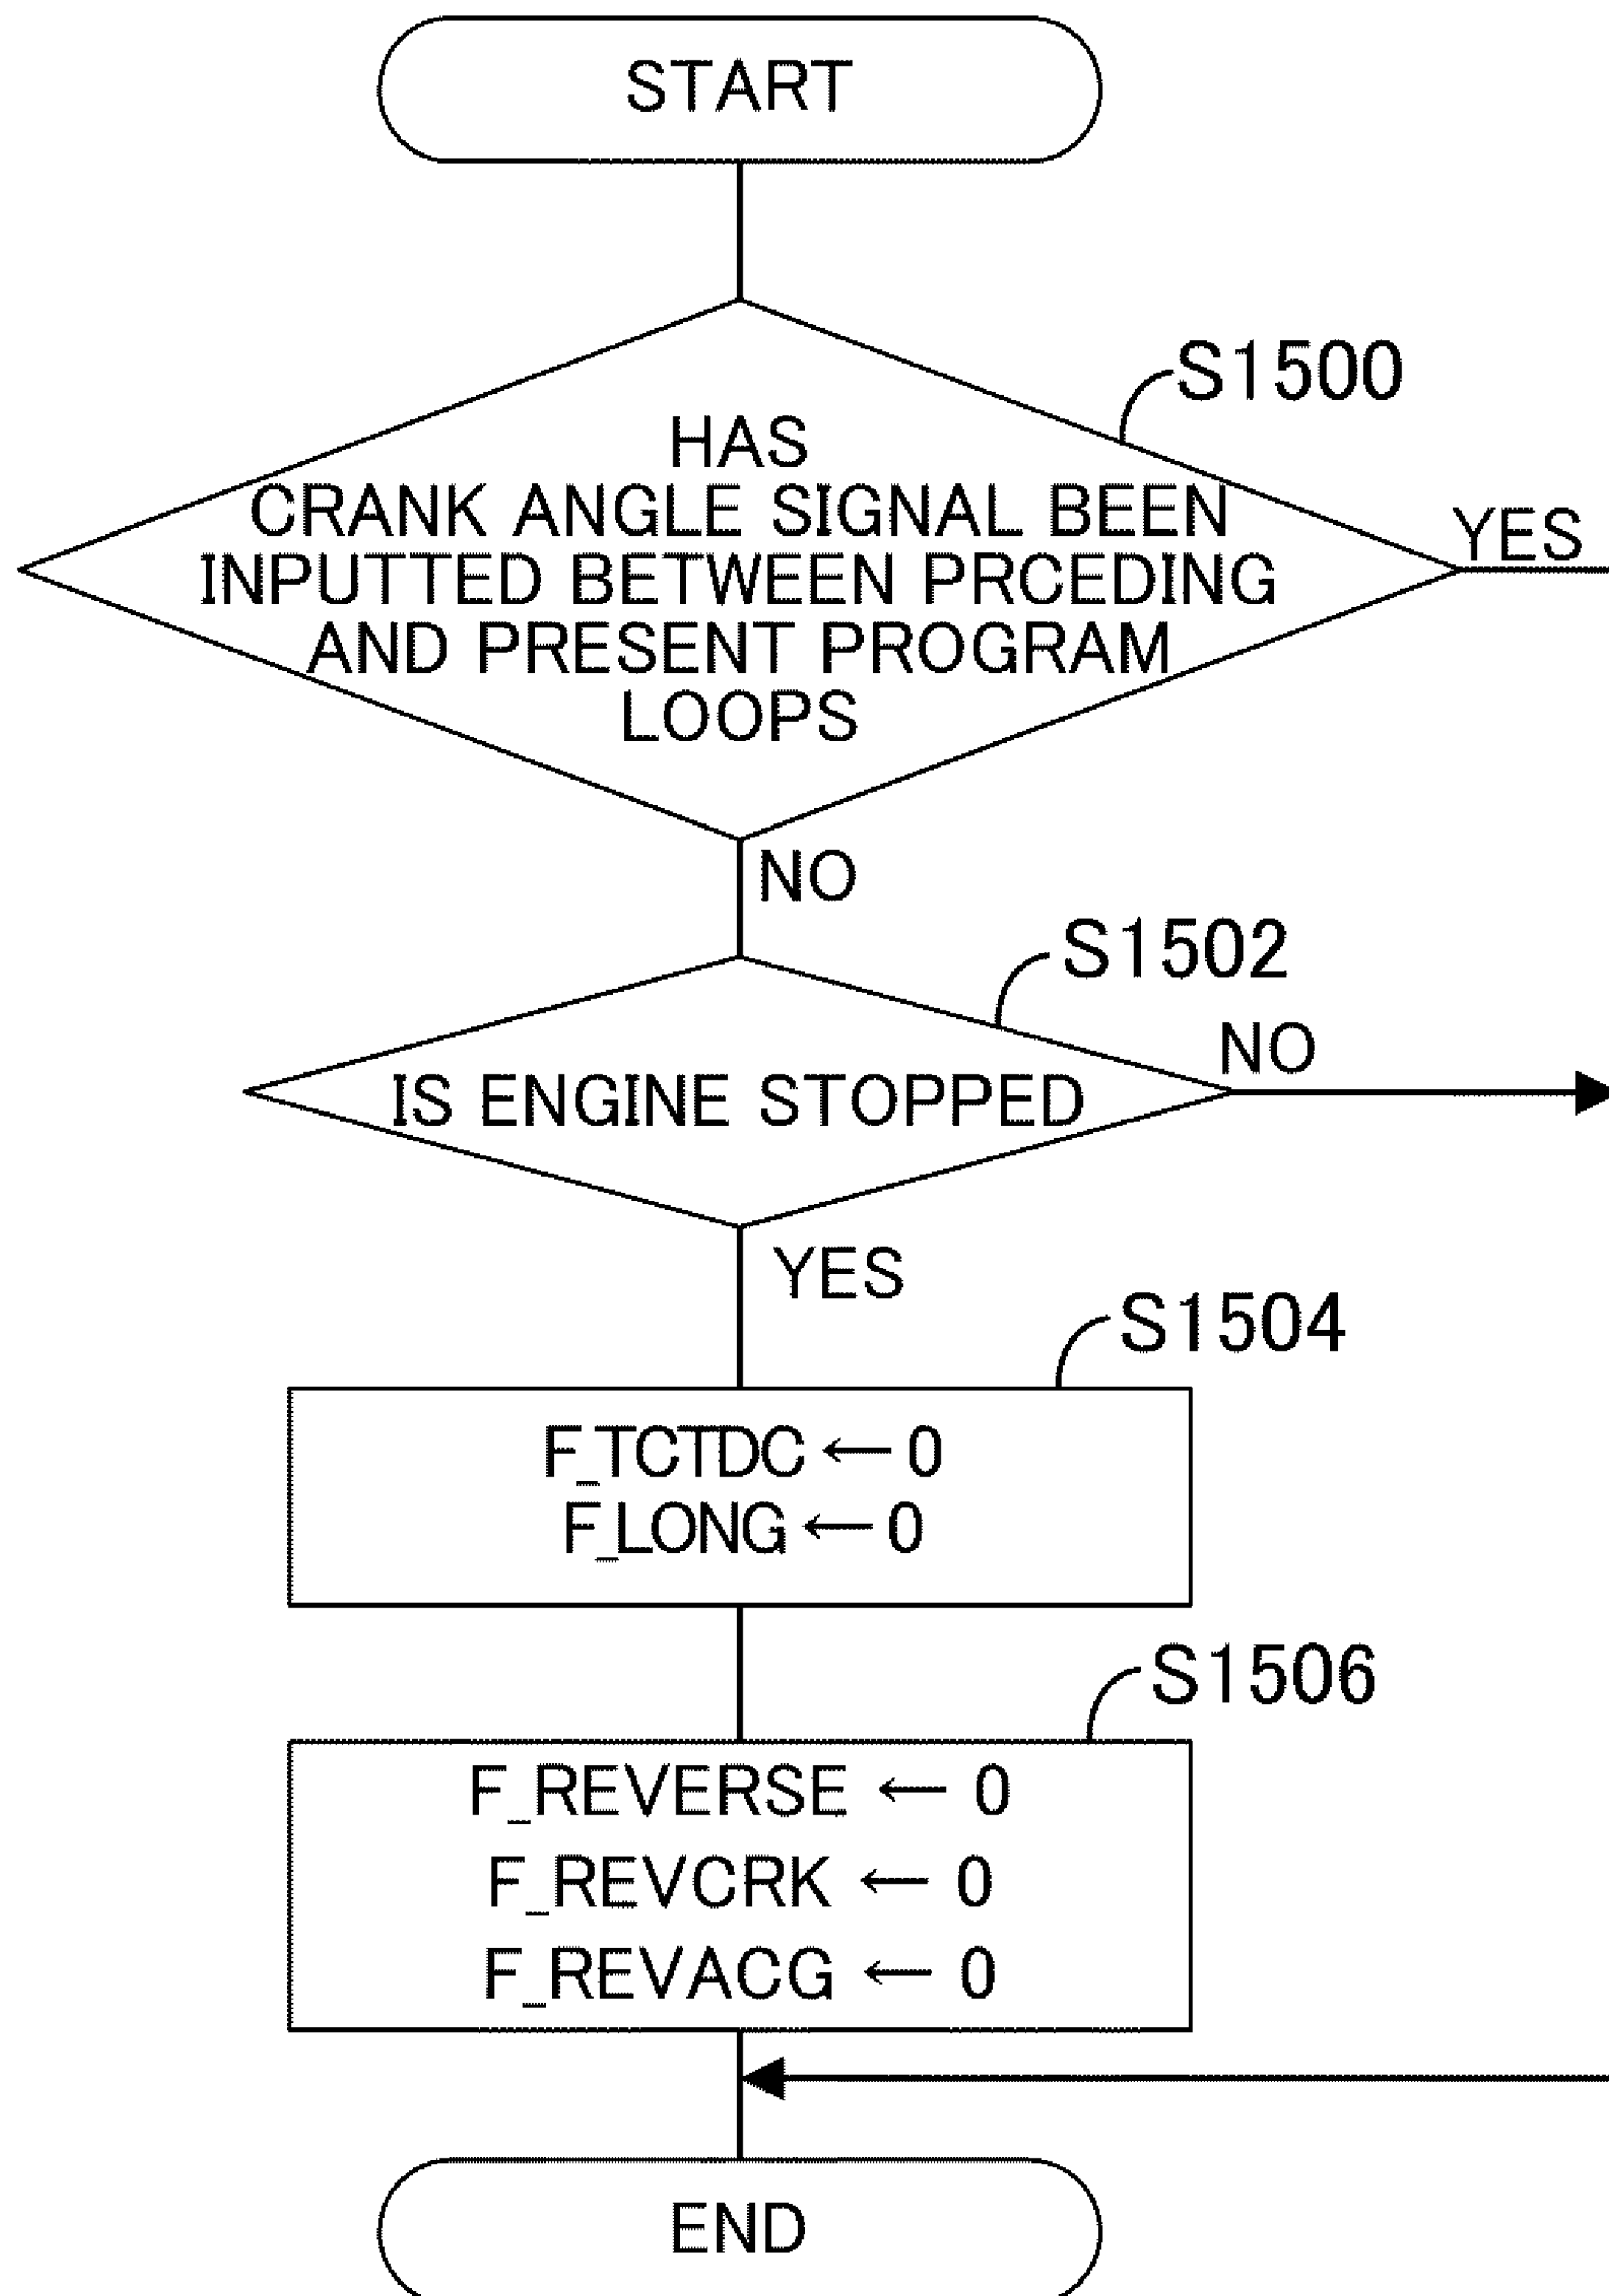 START
S1500
HAS
CRANK ANGLE SIGNAL BEEN
INPUTTED BETWEEN PRCEDING
AND PRESENT PROGRAM
LOOPS
YES
NO
S1502
IS ENGINE STOPPED
NO
YES
S1504
F_TCTDC ← 0
F_LONG ← 0
S1506
F_REVERSE ← 0
F_REVCRK ← 0
F_REVACG ← 0
END